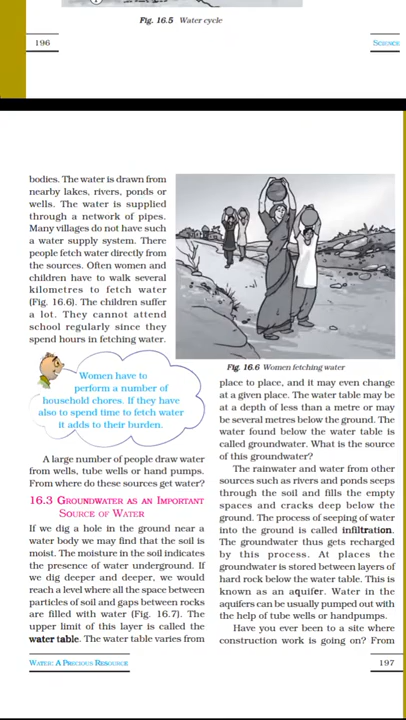 Fig. 16.5 Water cycle
196
SCIENCE
bodies. The water is drawn from
nearby lakes, rivers, ponds or
wells. The water is supplied
through a network of pipes.
Many villages do not have such
a water supply system. There
people fetch water directly from
the sources. Often women and
children have to walk several
kilometres to fetch water
(Fig. 16.6). The children suffer
a lot. They cannot attend
school regularly since they
spend hours in fetching water.
Women have to
perform a number of
household chores. If they have
also to spend time to fetch water
it adds to their burden.
A large number of people draw water
from wells, tube wells or hand pumps.
From where do these sources get water?
16.3 GROUNDWATER AS AN IMPORTANT
SOURCE OF WATER
If we dig a hole in the ground near a
water body we may find that the soil is
moist. The moisture in the soil indicates
the presence of water underground. If
we dig deeper and deeper, we would
reach a level where all the space between
particles of soil and gaps between rocks
are filled with water (Fig. 16.7). The
upper limit of this layer is called the
water table. The water table varies from
Fig. 16.6 Women fetching water
place to place, and it may even change
at a given place. The water table may be
at a depth of less than a metre or may
be several metres below the ground. The
water found below the water table is
called groundwater. What is the source
of this groundwater?
The rainwater and water from other
sources such as rivers and ponds seeps
through the soil and fills the empty
spaces and cracks deep below the
ground. The process of seeping of water
into the ground is called infiltration.
The groundwater thus gets recharged
by this process. At places the
groundwater is stored between layers of
hard rock below the water table. This is
known as an aquifer. Water in the
aquifers can be usually pumped out with
the help of tube wells or handpumps.
Have you ever been to a site where
construction work is going on? From
WATER: A PRECIOUS RESOURCE
197